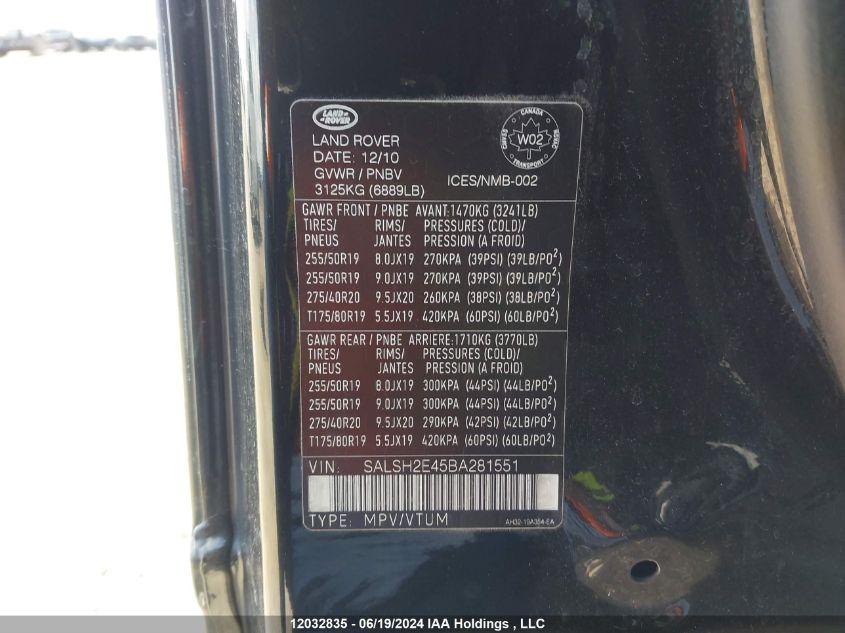 LAND ROVER
LAND ROVER
DATE: 12/10
GVWR / PNBV
3125KG (6889LB)
CANADA
W02
TRANSPORT
ICES/NMB-002
GAWR FRONT / PNBE AVANT:1470KG (3241LB)
TIRES/ RIMS/ PRESSURES (COLD)/
PNEUS JANTES PRESSION (A FROID)
255/50R19 8.0JX19 270KPA (39PSI) (39LB/PO²)
255/50R19 9.0JX19 270KPA (39PSI) (39LB/PO²)
275/40R20 9.5JX20 260KPA (38PSI) (38LB/PO²)
T175/80R19 5.5JX19 420KPA (60PSI) (60LB/PO²)
GAWR REAR / PNBE ARRIERE:1710KG (3770LB)
TIRES/ RIMS/ PRESSURES (COLD)/
PNEUS JANTES PRESSION (A FROID)
255/50R19 8.0JX19 300KPA (44PSI) (44LB/PO²)
255/50R19 9.0JX19 300KPA (44PSI) (44LB/PO²)
275/40R20 9.5JX20 290KPA (42PSI) (42LB/PO²)
T175/80R19 5.5JX19 420KPA (60PSI) (60LB/PO²)
VIN: SALSH2E45BA281551
TYPE: MPV/VTUM
AH32-19A354-EA
12032835 - 06/19/2024 IAA Holdings , LLC